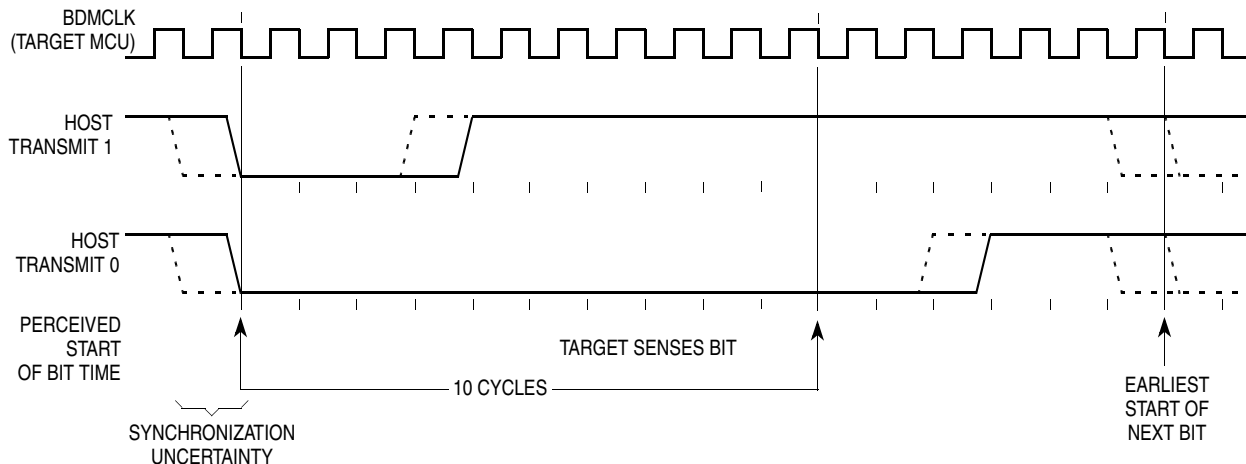 BDMCLK
(TARGET MCU)
HOST
TRANSMIT 1
HOST
TRANSMIT 0
PERCEIVED
START
OF BIT TIME
TARGET SENSES BIT
10 CYCLES
SYNCHRONIZATION
UNCERTAINTY
EARLIEST
START OF
NEXT BIT